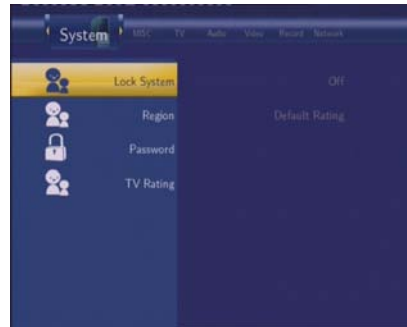 System MISC TV Audio Video Record Network
Lock System Off
Region Default Rating
Password
TV Rating